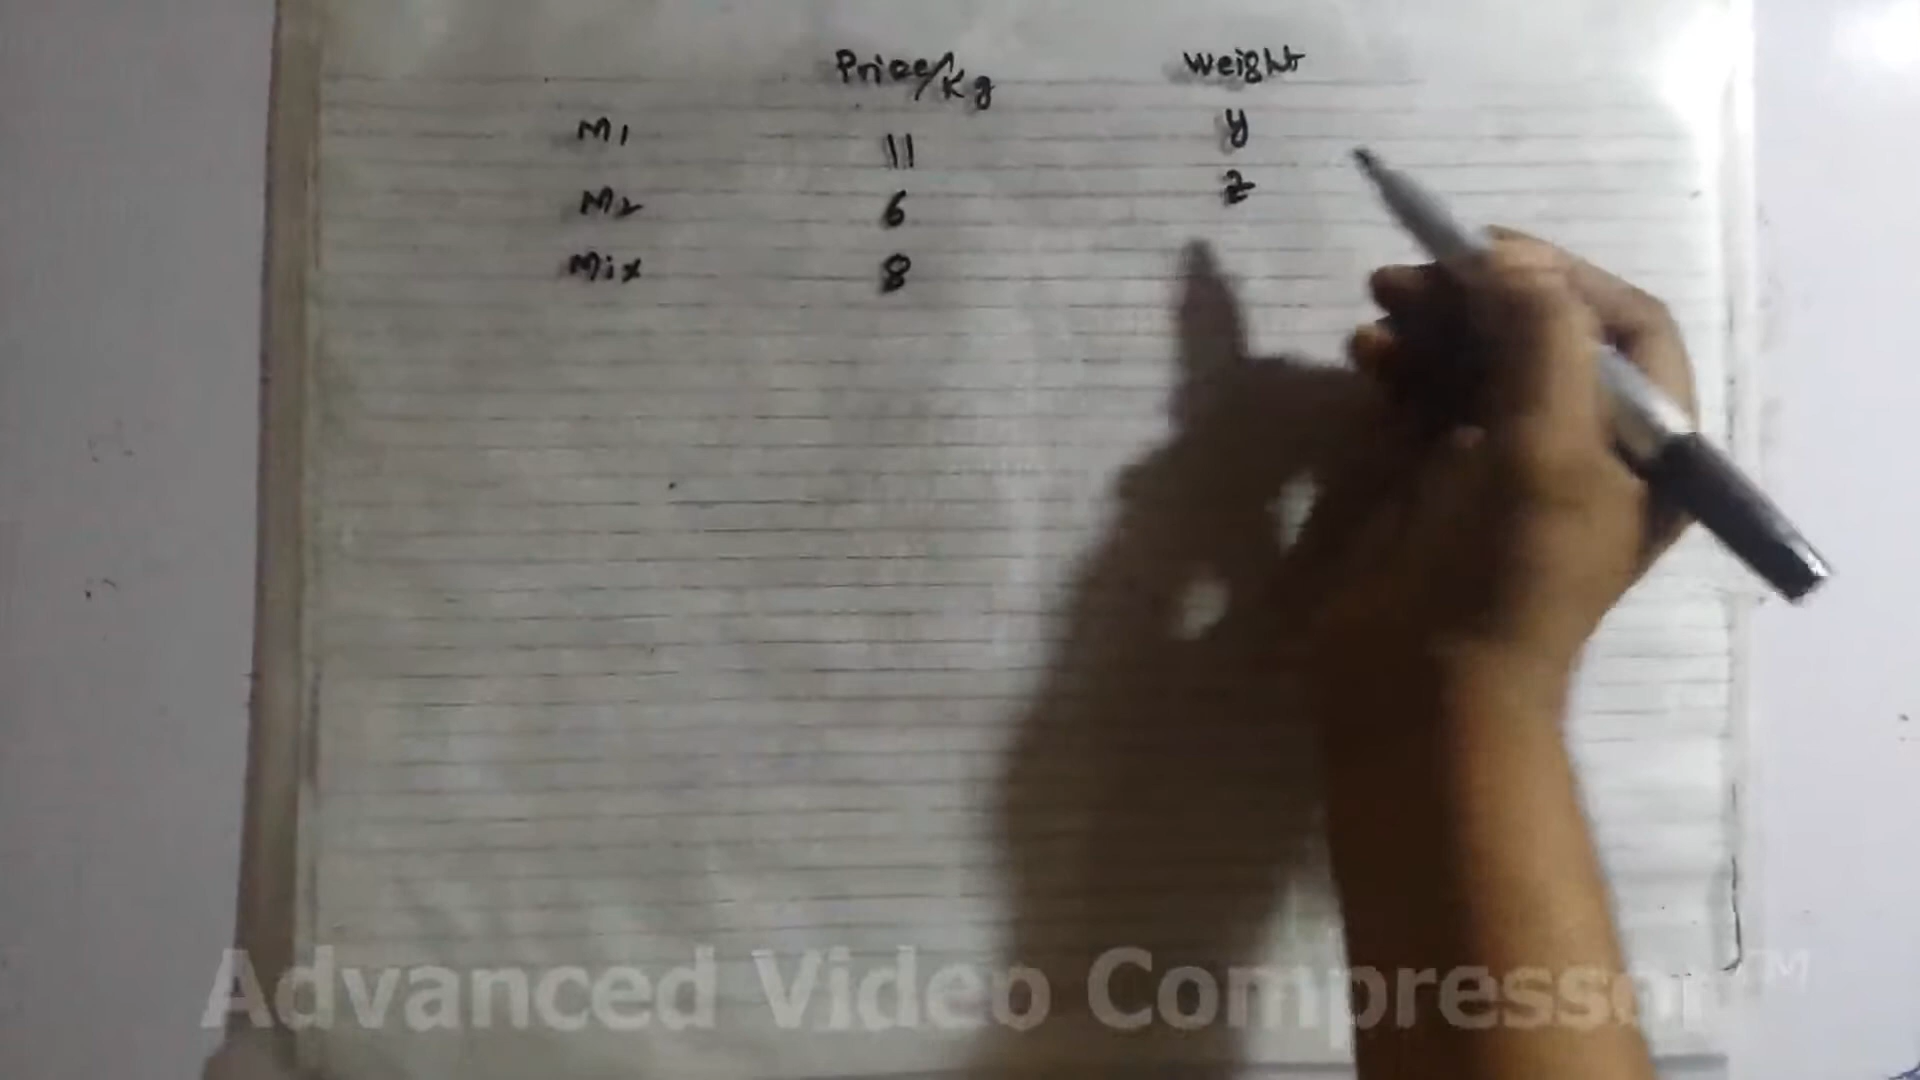 Price/Kg Weight
M1 11 y
M2 6 z
Mix 8
Advanced Video Compressor™